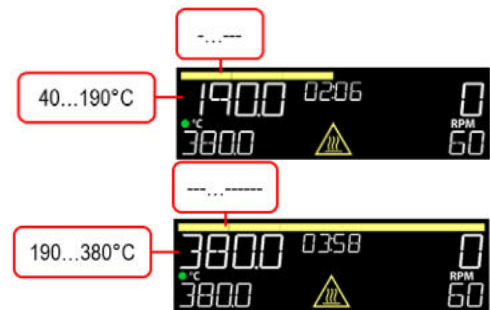 -...---
40...190°C
190.0 02:06 0
°C RPM
380.0 60
---...------
190...380°C
380.0 03:58 0
°C RPM
380.0 60